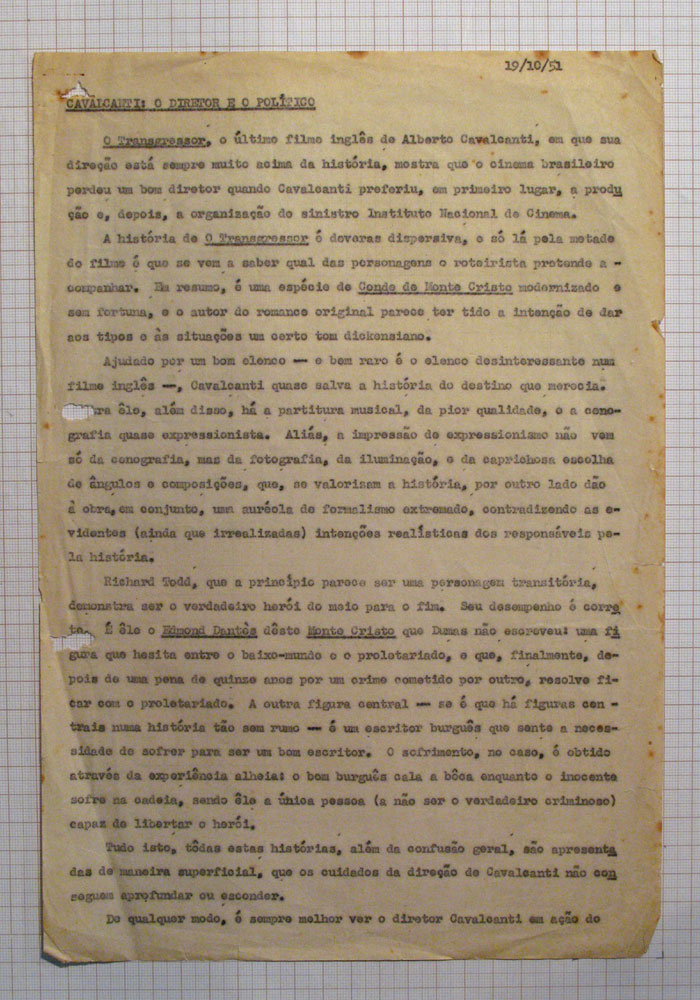 19/10/51
CAVALCANTI: O DIRETOR E O POLÍTICO
O Transgressor, o último filme inglês de Alberto Cavalcanti, em que sua
direção está sempre muito acima da história, mostra que o cinema brasileiro
perdeu um bom diretor quando Cavalcanti preferiu, em primeiro lugar, a produ
ção e, depois, a organização do sinistro Instituto Nacional de Cinema.
A história de O Transgressor é deveras dispersiva, e só lá pela metade
do filme é que se vem a saber qual das personagens o roteirista pretende a-
companhar. Em resumo, é uma espécie de Conde de Monte Cristo modernizado e
sem fortuna, e o autor do romance original parece ter tido a intenção de dar
aos tipos e às situações um certo tom dickensiano.
Ajudado por um bom elenco — e bem raro é o elenco desinteressante num
filme inglês —, Cavalcanti quase salva a história do destino que merecia.
ra êle, além disso, há a partitura musical, da pior qualidade, e a ceno-
grafia quase expressionista. Aliás, a impressão de expressionismo não vem
só da cenografia, mas da fotografia, da iluminação, e da caprichosa escolha
de ângulos e composições, que, se valorizam a história, por outro lado dão
à obra,em conjunto, uma auréola de formalismo extremado, contradizendo as e-
videntes (ainda que irrealizadas) intenções realísticas dos responsáveis pe-
la história.
Richard Todd, que a princípio parece ser uma personagem transitória,
demonstra ser o verdadeiro herói do meio para o fim. Seu desempenho é corre
to. É êle o Edmond Dantès dêste Monte Cristo que Dumas não escreveu: uma fi
gura que hesita entre o baixo-mundo e o proletariado, e que, finalmente, de-
pois de uma pena de quinze anos por um crime cometido por outro, resolve fi-
car com o proletariado. A outra figura central — se é que há figuras cen-
trais numa história tão sem rumo — é um escritor burguês que sente a neces-
sidade de sofrer para ser um bom escritor. O sofrimento, no caso, é obtido
através da experiência alheia: o bom burguês cala a bôca enquanto o inocente
sofre na cadeia, sendo êle a única pessoa (a não ser o verdadeiro criminoso)
capaz de libertar o herói.
Tudo isto, tôdas estas histórias, além da confusão geral, são apresenta
das de maneira superficial, que os cuidados da direção de Cavalcanti não con
seguem aprofundar ou esconder.
De qualquer modo, é sempre melhor ver o diretor Cavalcanti em ação do